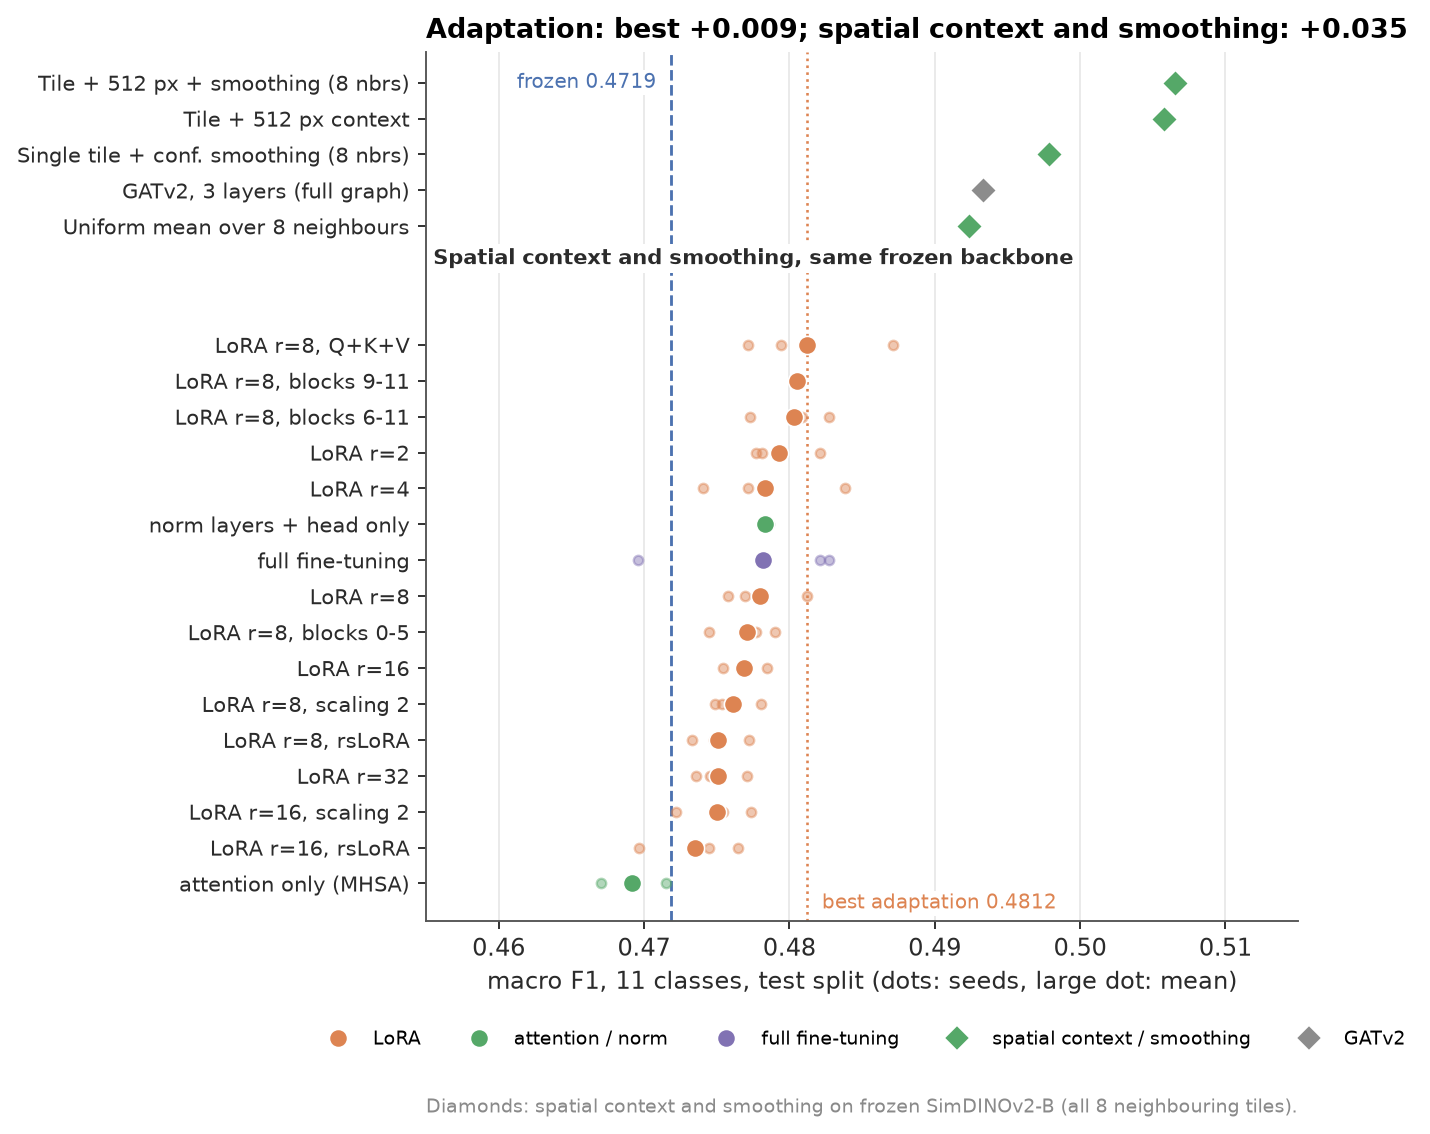 Adaptation: best +0.009; spatial context and smoothing: +0.035
frozen 0.4719
Tile + 512 px + smoothing (8 nbrs)
Tile + 512 px context
Single tile + conf. smoothing (8 nbrs)
GATv2, 3 layers (full graph)
Uniform mean over 8 neighbours
Spatial context and smoothing, same frozen backbone
LoRA r=8, Q+K+V
LoRA r=8, blocks 9-11
LoRA r=8, blocks 6-11
LoRA r=2
LoRA r=4
norm layers + head only
full fine-tuning
LoRA r=8
LoRA r=8, blocks 0-5
LoRA r=16
LoRA r=8, scaling 2
LoRA r=8, rsLoRA
LoRA r=32
LoRA r=16, scaling 2
LoRA r=16, rsLoRA
attention only (MHSA)
best adaptation 0.4812
0.46 0.47 0.48 0.49 0.50 0.51
macro F1, 11 classes, test split (dots: seeds, large dot: mean)
LoRA attention / norm full fine-tuning spatial context / smoothing GATv2
Diamonds: spatial context and smoothing on frozen SimDINOv2-B (all 8 neighbouring tiles).